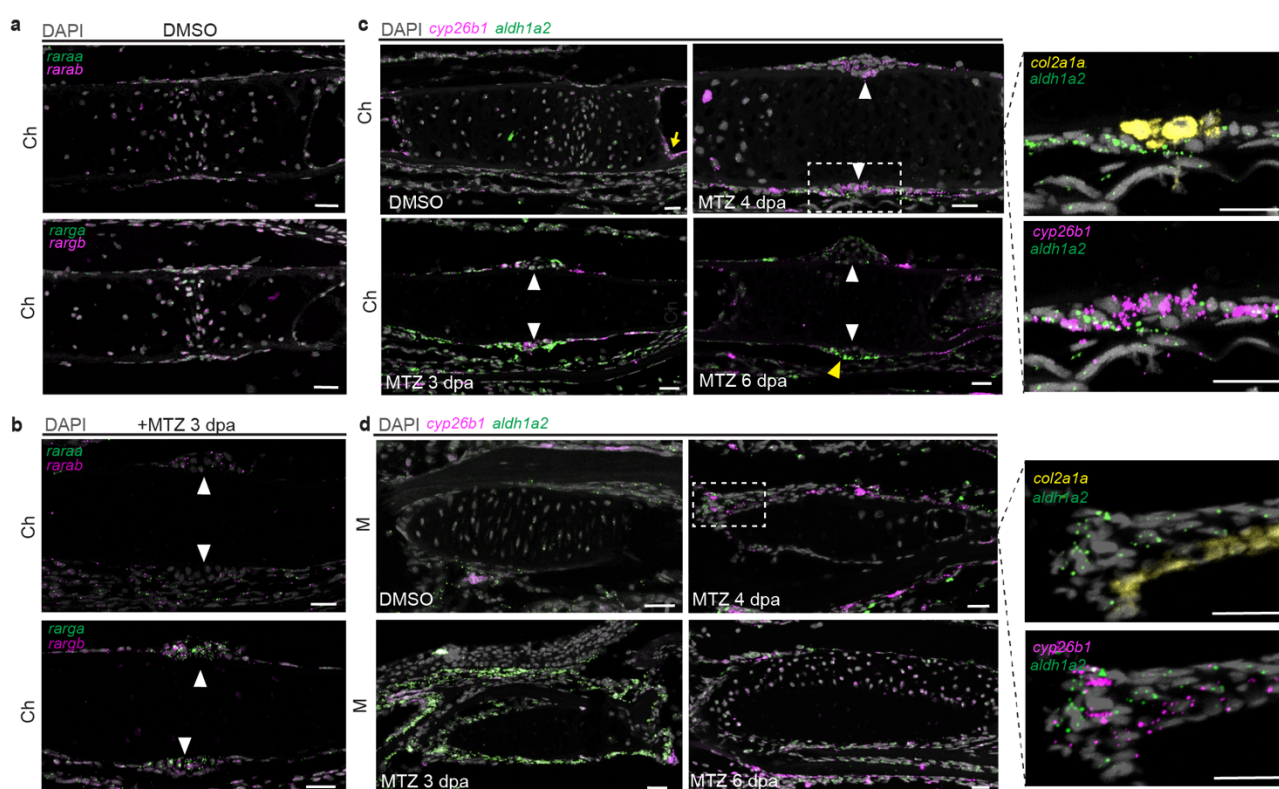 a
DAPI DMSO
raraa
rarab
Ch
rarga
rargb
Ch
b
DAPI +MTZ 3 dpa
raraa
rarab
Ch
rarga
rargb
Ch
c
DAPI cyp26b1 aldh1a2
Ch
DMSO
MTZ 4 dpa
Ch
Ch
MTZ 3 dpa
MTZ 6 dpa
col2a1a
aldh1a2
cyp26b1
aldh1a2
d
DAPI cyp26b1 aldh1a2
M
DMSO
MTZ 4 dpa
M
MTZ 3 dpa
MTZ 6 dpa
col2a1a
aldh1a2
cyp26b1
aldh1a2